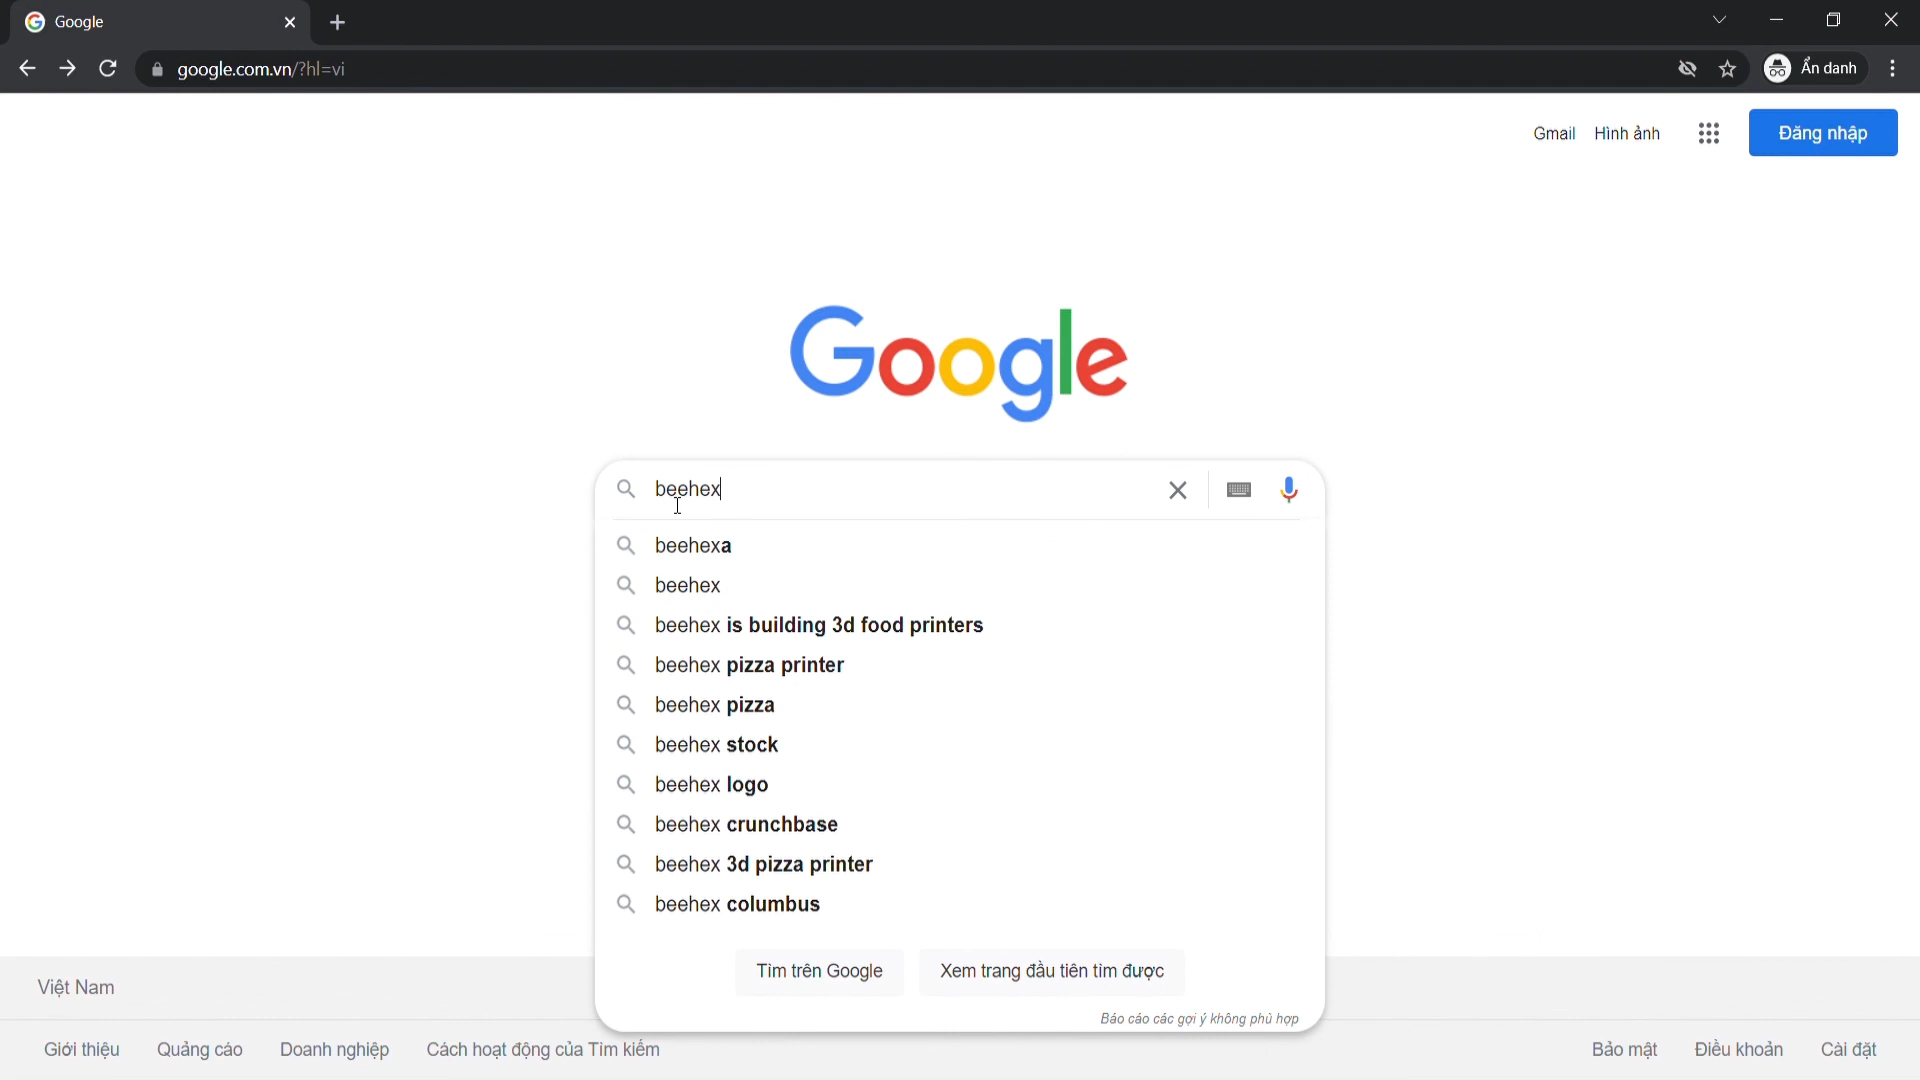 Google
google.com.vn/?hl=vi
Ẩn danh
Gmail Hình ảnh
Đăng nhập
Google
beehex
beehexa
beehex
beehex is building 3d food printers
beehex pizza printer
beehex pizza
beehex stock
beehex logo
beehex crunchbase
beehex 3d pizza printer
beehex columbus
Tìm trên Google Xem trang đầu tiên tìm được
Báo cáo các gợi ý không phù hợp
Việt Nam
Giới thiệu Quảng cáo Doanh nghiệp Cách hoạt động của Tìm kiếm Bảo mật Điều khoản Cài đặt